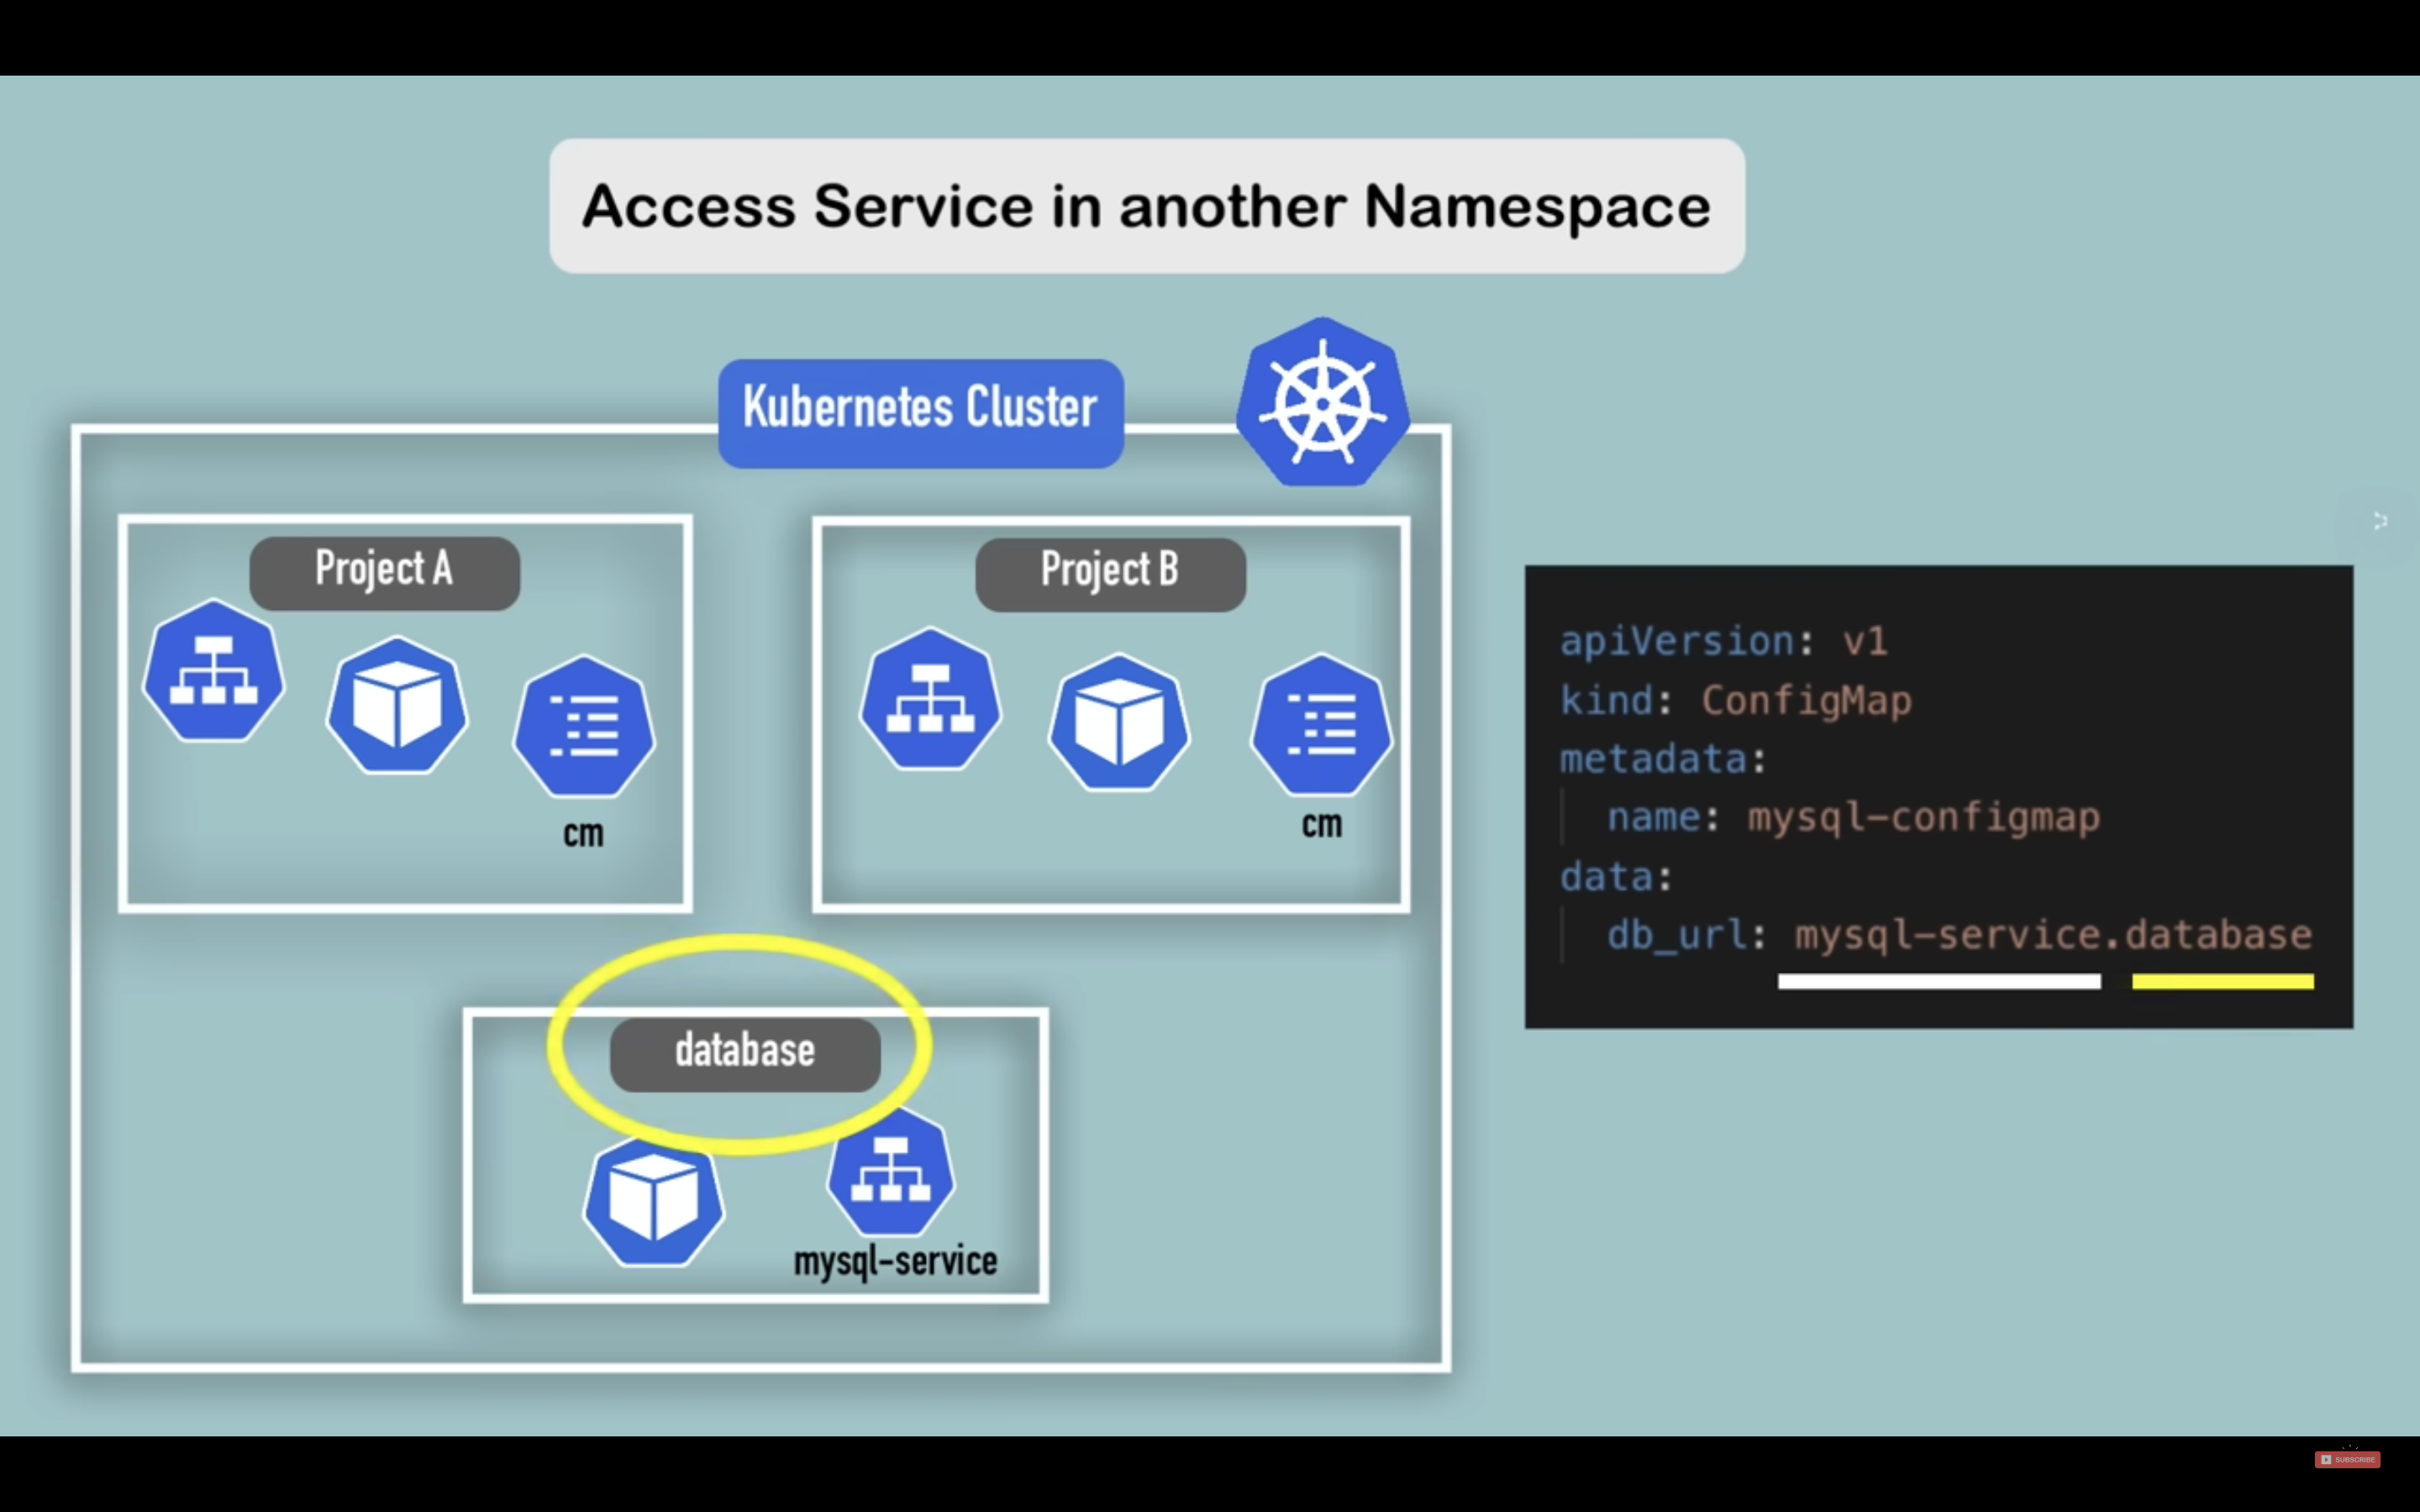 Access Service in another Namespace
Kubernetes Cluster
Project A
cm
Project B
cm
database
mysql-service
apiVersion: v1
kind: ConfigMap
metadata:
  name: mysql-configmap
data:
  db_url: mysql-service.database
SUBSCRIBE